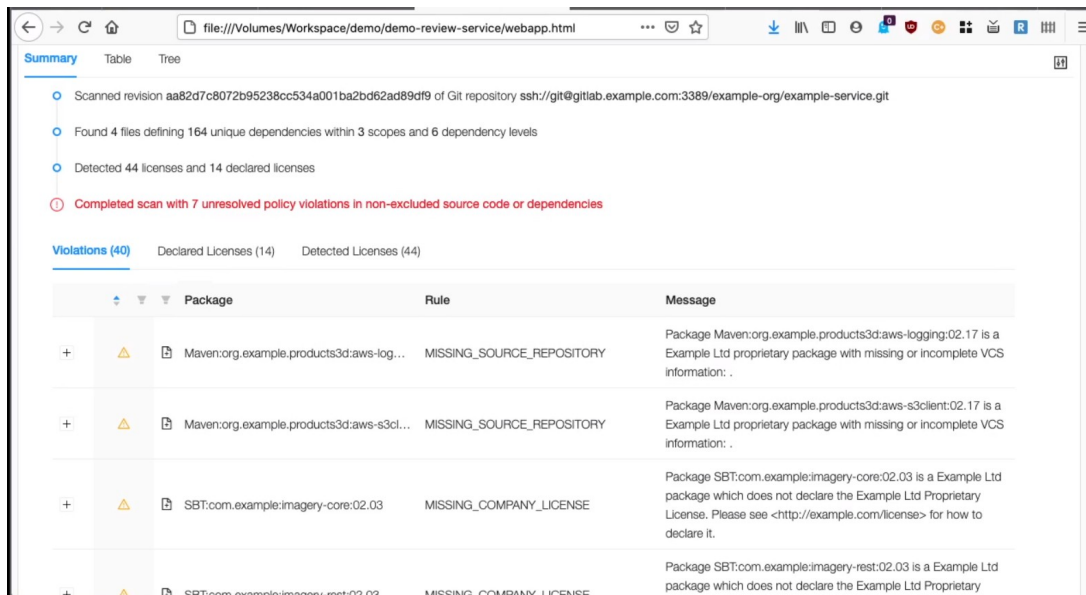 file:///Volumes/Workspace/demo/demo-review-service/webapp.html
0
Summary Table Tree
Scanned revision aa82d7c8072b95238cc534a001ba2bd62ad89df9 of Git repository ssh://git@gitlab.example.com:3389/example-org/example-service.git
Found 4 files defining 164 unique dependencies within 3 scopes and 6 dependency levels
Detected 44 licenses and 14 declared licenses
Completed scan with 7 unresolved policy violations in non-excluded source code or dependencies
Violations (40) Declared Licenses (14) Detected Licenses (44)
Package Rule Message
Package Maven:org.example.products3d:aws-logging:02.17 is a
Maven:org.example.products3d:aws-log... MISSING_SOURCE_REPOSITORY Example Ltd proprietary package with missing or incomplete VCS
information: .
Package Maven:org.example.products3d:aws-s3client:02.17 is a
Maven:org.example.products3d:aws-s3cl... MISSING_SOURCE_REPOSITORY Example Ltd proprietary package with missing or incomplete VCS
information: .
Package SBT:com.example:imagery-core:02.03 is a Example Ltd
package which does not declare the Example Ltd Proprietary
SBT:com.example:imagery-core:02.03 MISSING_COMPANY_LICENSE License. Please see <http://example.com/license> for how to
declare it.
Package SBT:com.example:imagery-rest:02.03 is a Example Ltd
package which does not declare the Example Ltd Proprietary
SBT:com.example:imagery-rest:02.03 MISSING_COMPANY_LICENSE